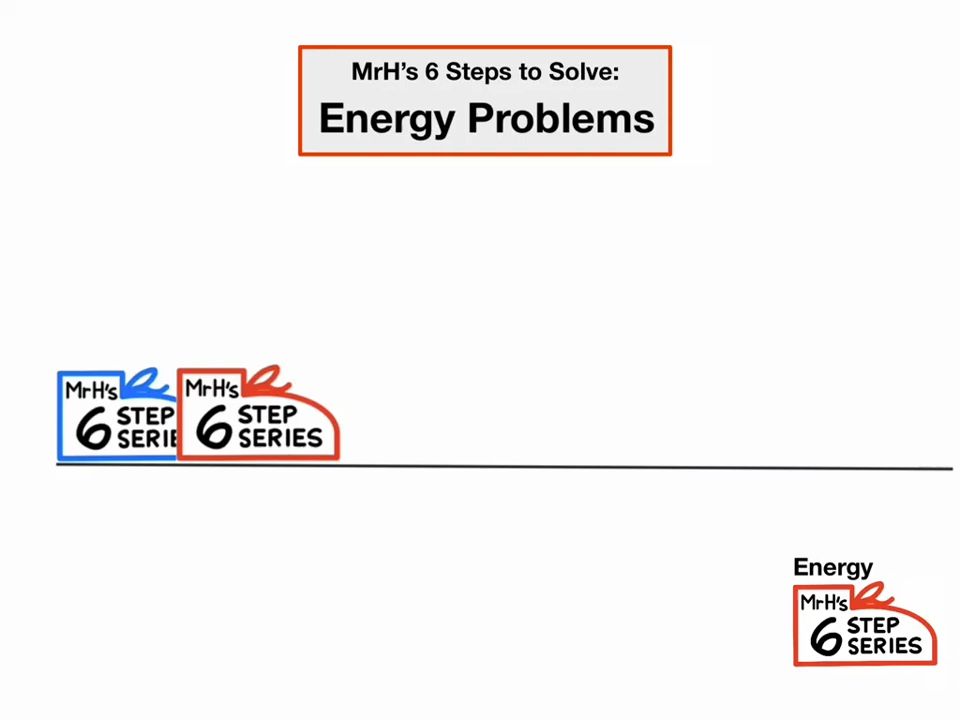 MrH's 6 Steps to Solve:
Energy Problems
MrH's
6 STEP
SERIE
MrH's
6 STEP
SERIES
Energy
MrH's
6 STEP
SERIES